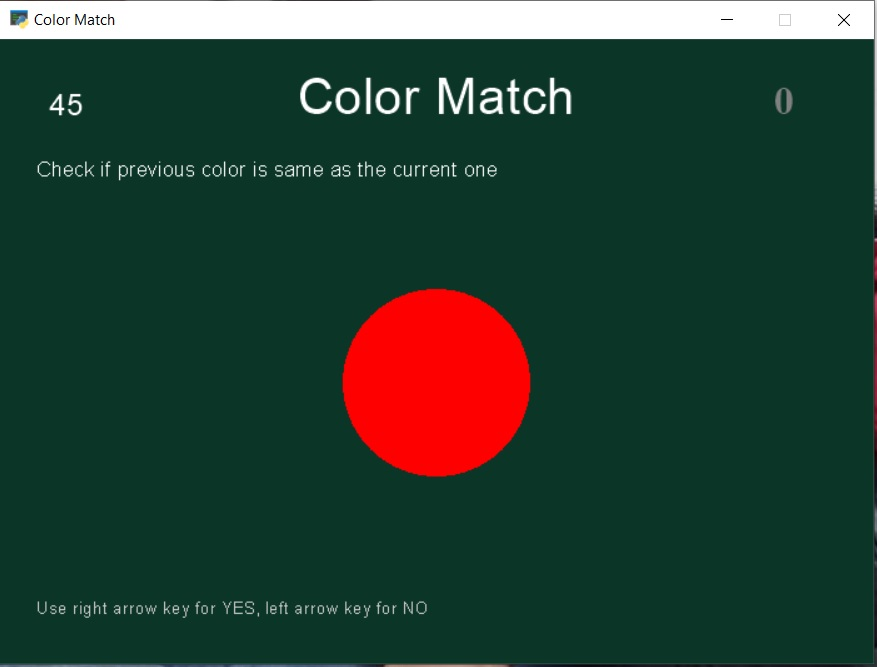 Color Match
45
Color Match
0
Check if previous color is same as the current one
Use right arrow key for YES, left arrow key for NO